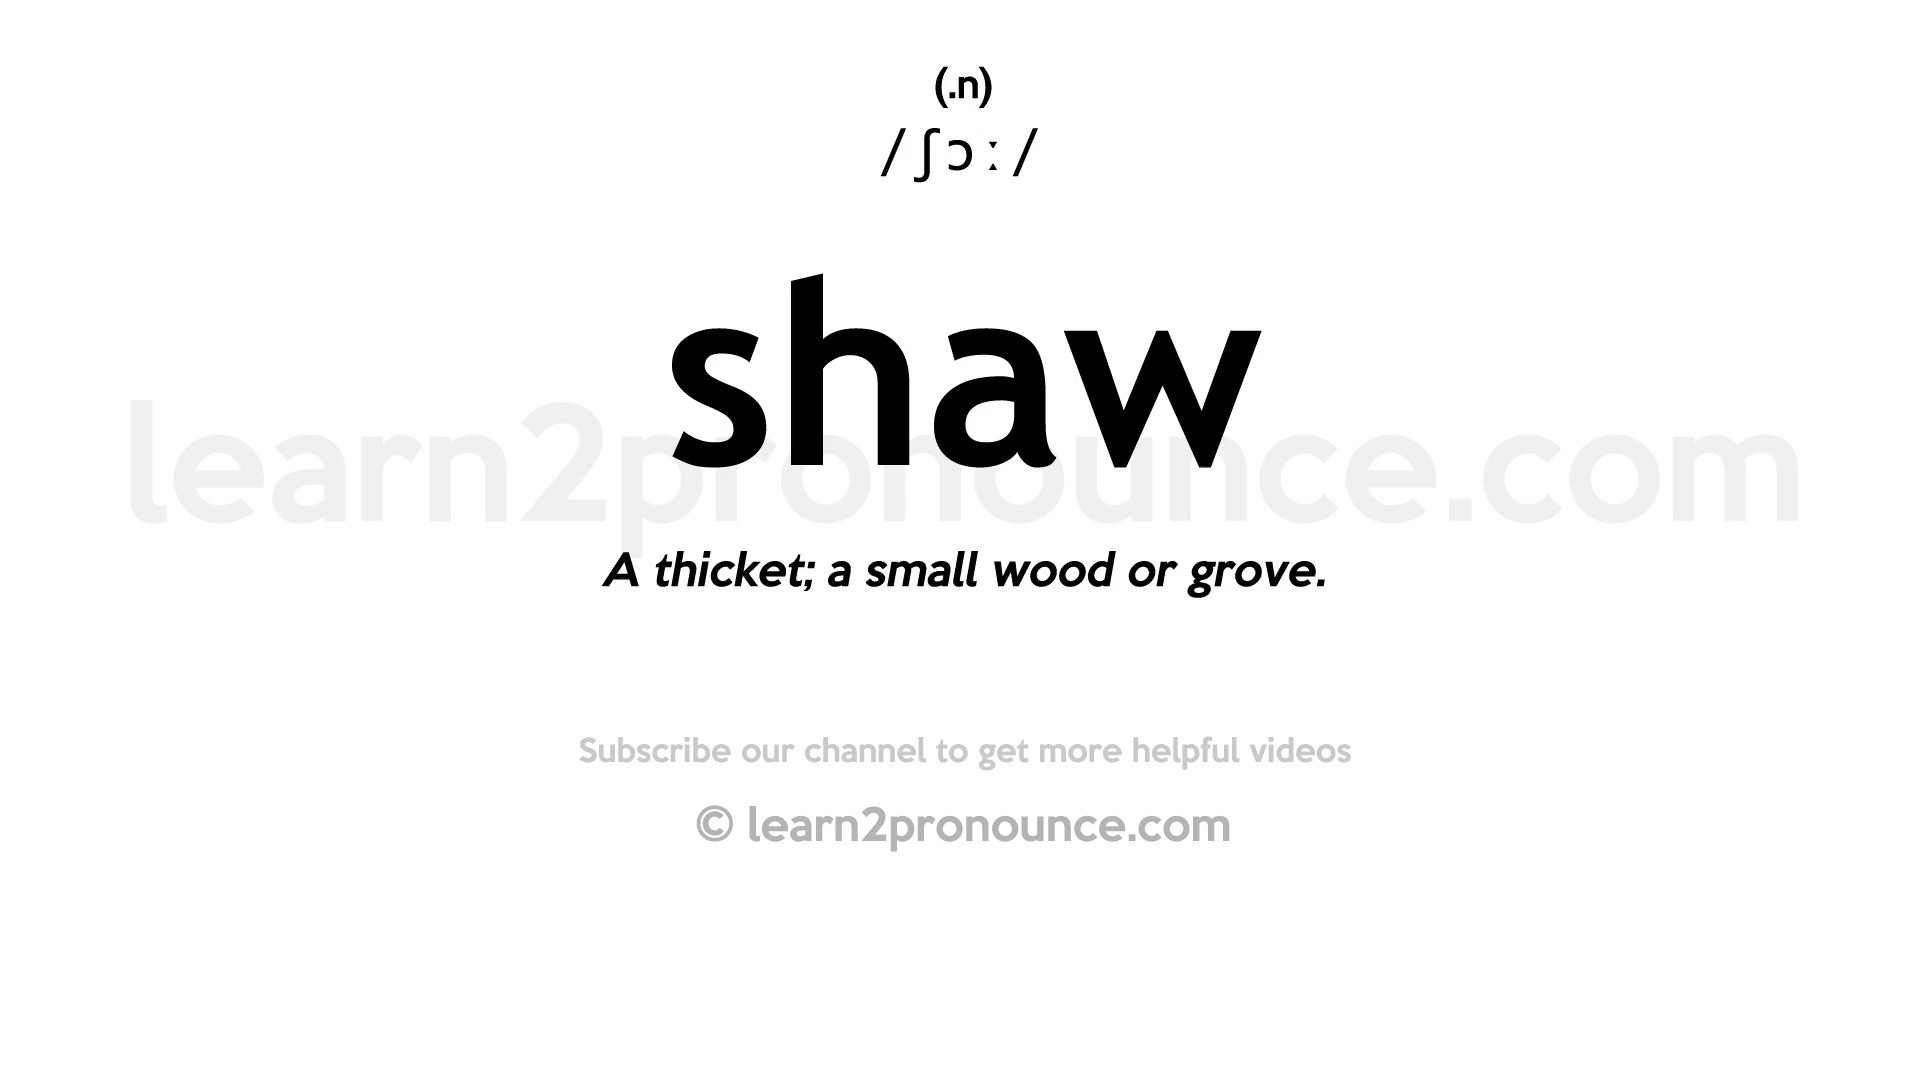 (.n)
/ʃɔː/
shaw
learn2pronounce.com
A thicket; a small wood or grove.
Subscribe our channel to get more helpful videos
© learn2pronounce.com